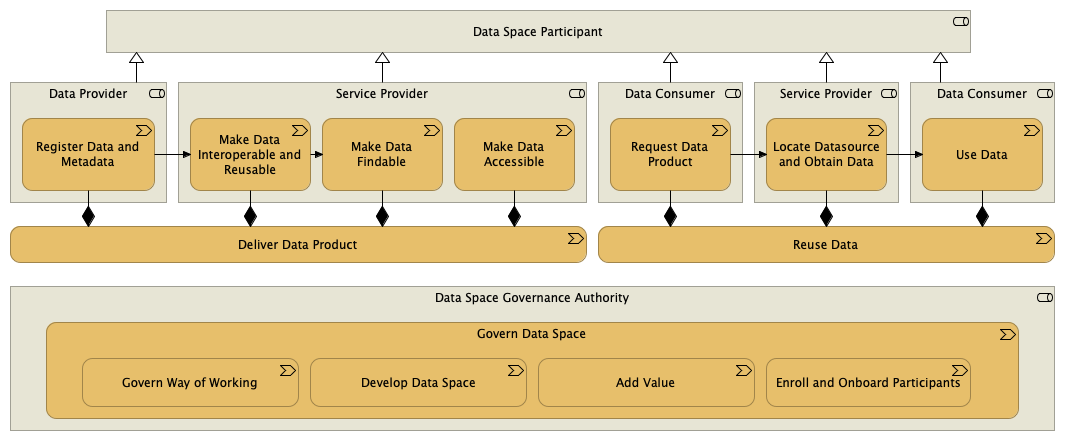 Data Space Participant
Data Provider
Service Provider
Data Consumer
Service Provider
Data Consumer
Register Data and
Metadata
Make Data
Interoperable and
Reusable
Make Data
Findable
Make Data
Accessible
Request Data
Product
Locate Datasource
and Obtain Data
Use Data
Deliver Data Product
Reuse Data
Data Space Governance Authority
Govern Data Space
Govern Way of Working
Develop Data Space
Add Value
Enroll and Onboard Participants